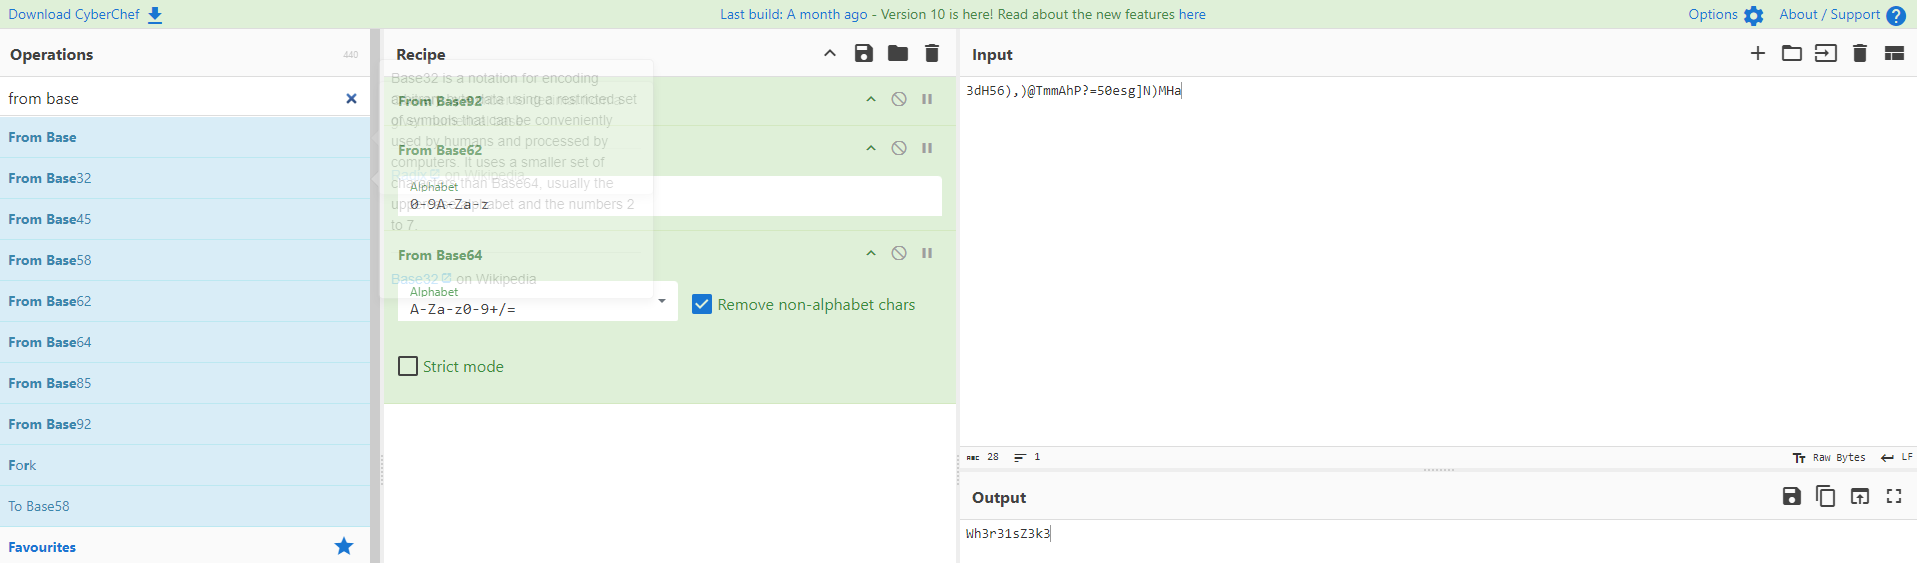 Download CyberChef
Last build: A month ago - Version 10 is here! Read about the new features here
Options
About / Support
Operations
440
from base
From Base
From Base32
From Base45
From Base58
From Base62
From Base64
From Base85
From Base92
Fork
To Base58
Favourites
Recipe
Base32 is a notation for encoding
From Base92
data using a restricted set
of symbols that can be conveniently
used by humans and processed by
From Base62
computers. It uses a smaller set of
on Wikipedia
characters than Base64, usually the
Alphabet
uppercase alphabet and the numbers 2
0-9A-Za-z
to 7.
From Base64
Base32 on Wikipedia
Alphabet
A-Za-z0-9+/=
Remove non-alphabet chars
Strict mode
Input
3dH56),)@TmmAhP?=50esg]N)MHa
ABC 28 1
Raw Bytes
LF
Output
Wh3r31sZ3k3